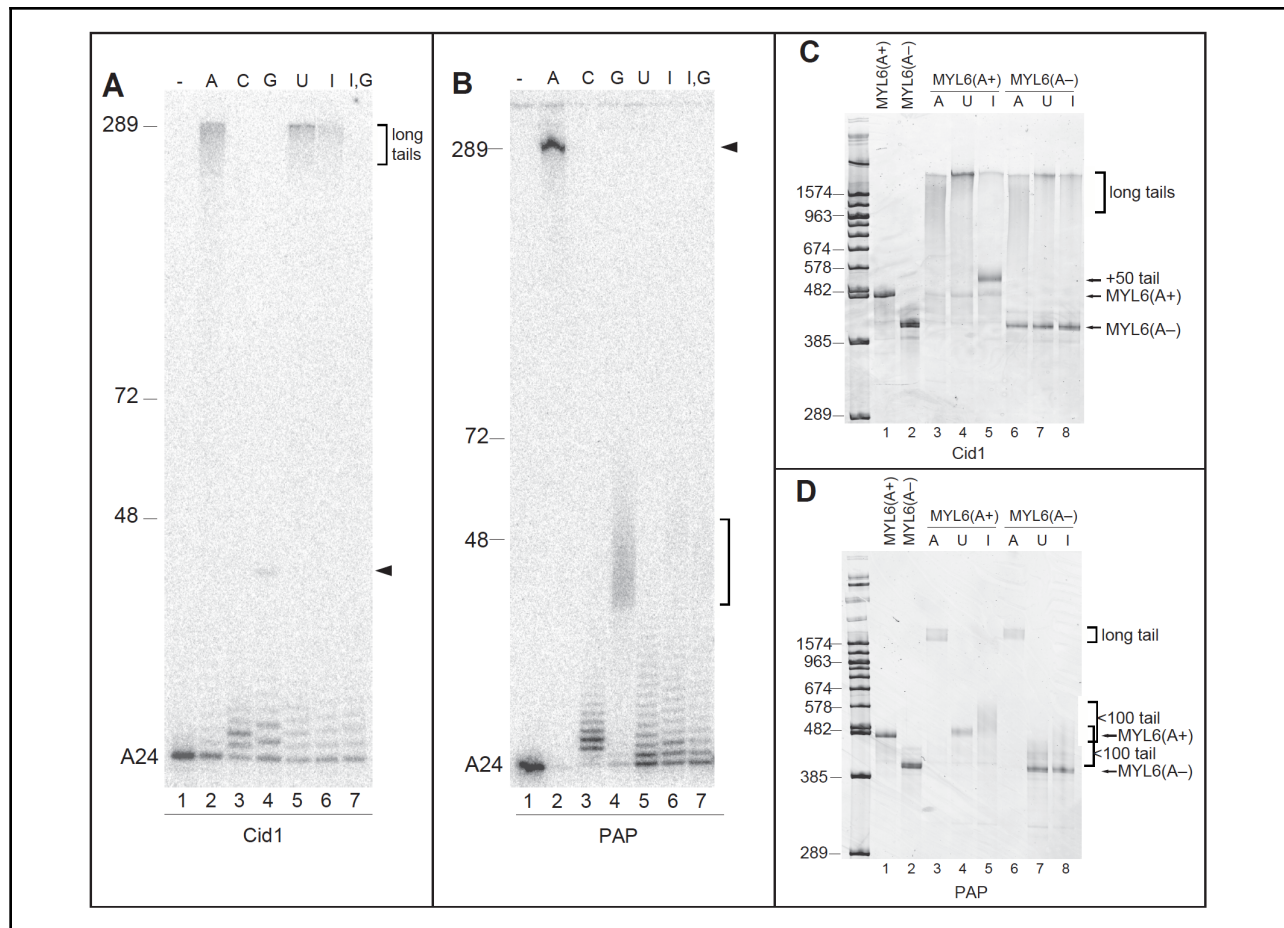 A
- A C G U I I,G
289
long
tails
72
48
A24
1 2 3 4 5 6 7
Cid1
B
- A C G U I I,G
289
72
48
A24
1 2 3 4 5 6 7
PAP
C
MYL6(A+)
MYL6(A–)
MYL6(A+) MYL6(A–)
A U I A U I
1574
963
674
578
482
385
289
long tails
+50 tail
MYL6(A+)
MYL6(A–)
1 2 3 4 5 6 7 8
Cid1
D
MYL6(A+)
MYL6(A–)
MYL6(A+) MYL6(A–)
A U I A U I
1574
963
674
578
482
385
289
long tail
<100 tail
MYL6(A+)
<100 tail
MYL6(A–)
1 2 3 4 5 6 7 8
PAP